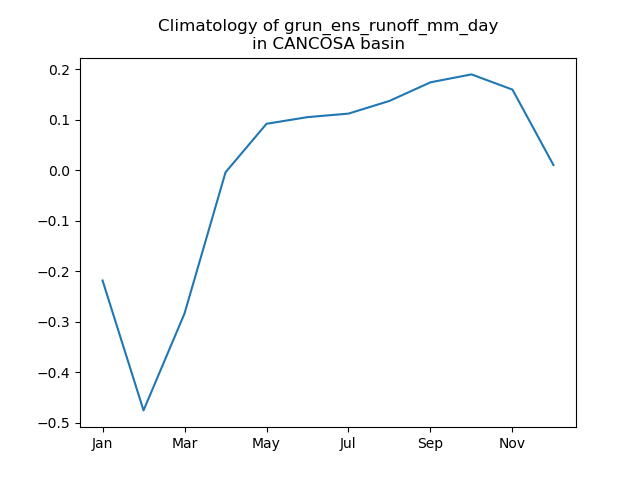 Climatology of grun_ens_runoff_mm_day
in CANCOSA basin
0.2
0.1
0.0
−0.1
−0.2
−0.3
−0.4
−0.5
Jan Mar May Jul Sep Nov